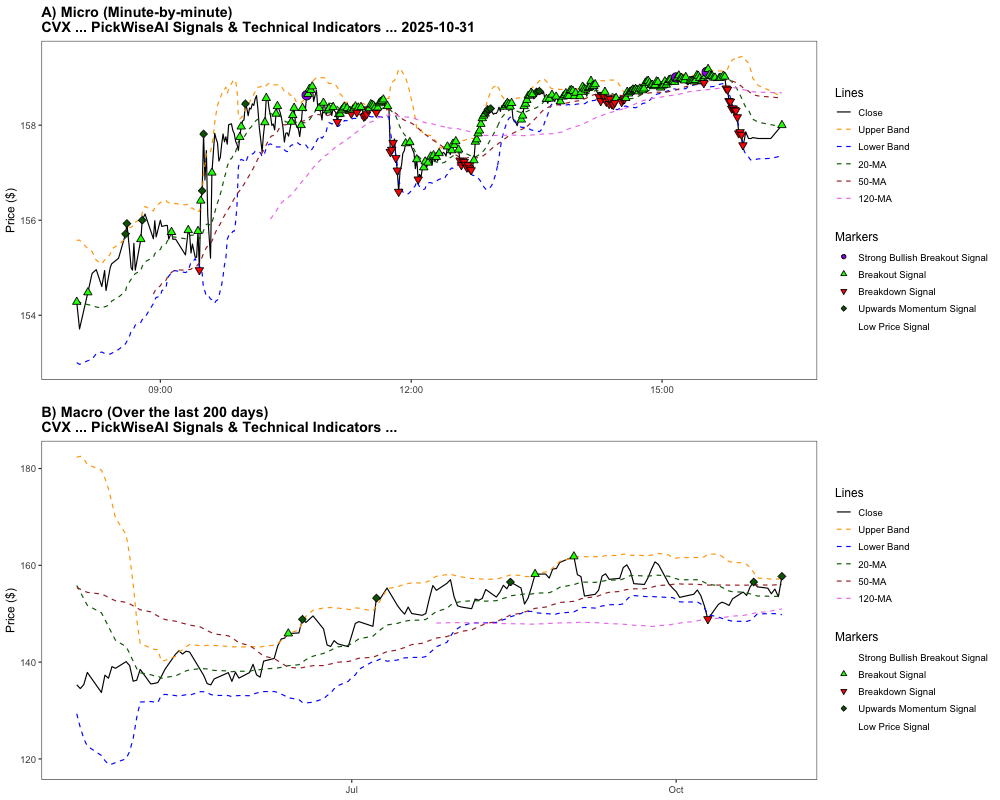 A) Micro (Minute-by-minute)
CVX ... PickWiseAI Signals & Technical Indicators ... 2025-10-31
Price ($)
158
156
154
09:00
12:00
15:00
Lines
Close
Upper Band
Lower Band
20-MA
50-MA
120-MA
Markers
Strong Bullish Breakout Signal
Breakout Signal
Breakdown Signal
Upwards Momentum Signal
Low Price Signal
B) Macro (Over the last 200 days)
CVX ... PickWiseAI Signals & Technical Indicators ...
Price ($)
180
160
140
120
Jul
Oct
Lines
Close
Upper Band
Lower Band
20-MA
50-MA
120-MA
Markers
Strong Bullish Breakout Signal
Breakout Signal
Breakdown Signal
Upwards Momentum Signal
Low Price Signal